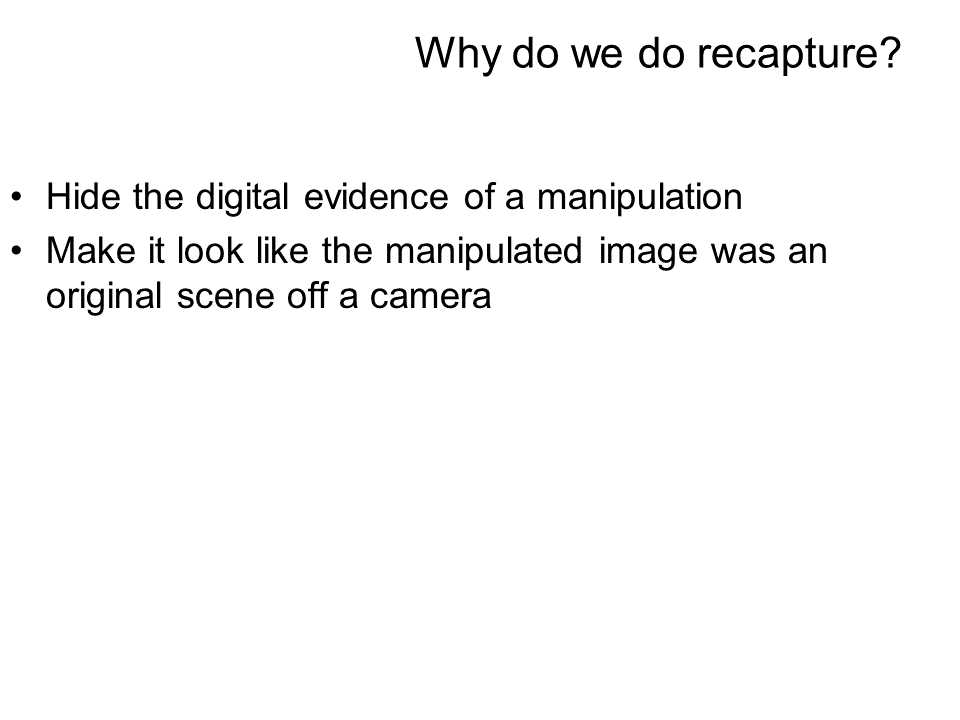 Why do we do recapture?
• Hide the digital evidence of a manipulation
• Make it look like the manipulated image was an
original scene off a camera